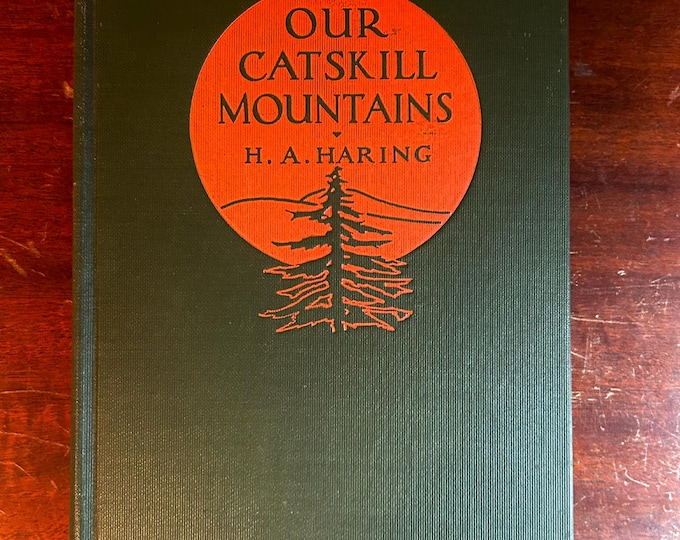 OUR
CATSKILL
MOUNTAINS
H. A. HARING